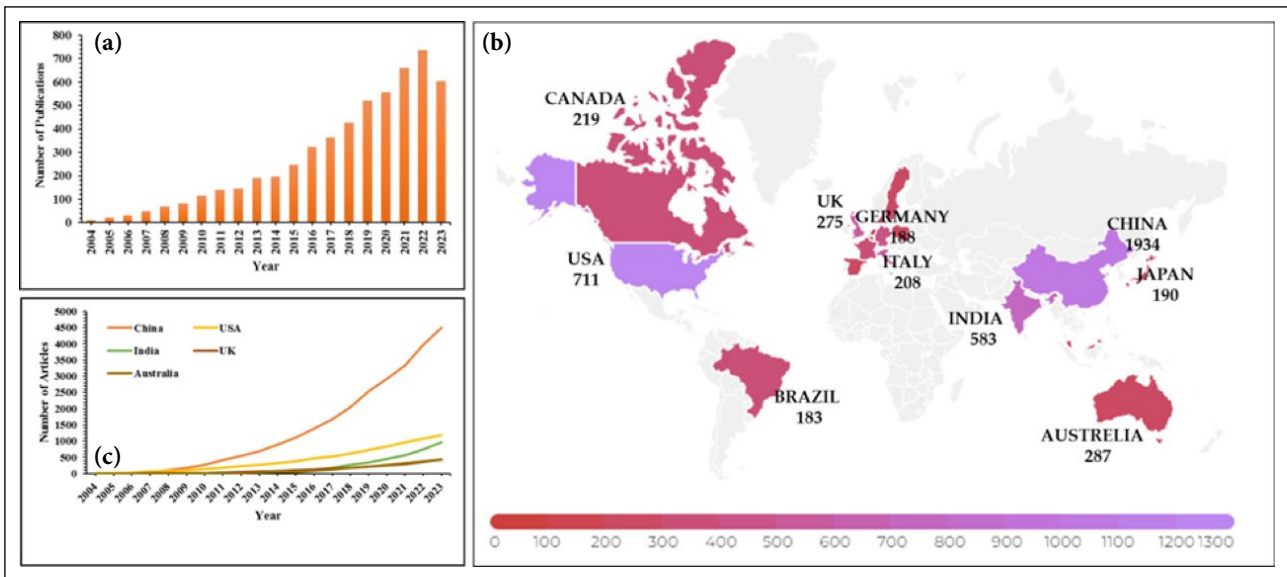 (a)
Number of Publications
800
700
600
500
400
300
200
100
0
2004 2005 2006 2007 2008 2009 2010 2011 2012 2013 2014 2015 2016 2017 2018 2019 2020 2021 2022 2023
Year
(b)
CANADA
219
USA
711
BRAZIL
183
UK
275
GERMANY
188
ITALY
208
CHINA
1934
JAPAN
190
INDIA
583
AUSTRELIA
287
0 100 200 300 400 500 600 700 800 900 1000 1100 1200 1300
(c)
Number of Articles
5000
4500
4000
3500
3000
2500
2000
1500
1000
500
0
China USA
India UK
Australia
2004 2005 2006 2007 2008 2009 2010 2011 2012 2013 2014 2015 2016 2017 2018 2019 2020 2021 2022 2023
Year